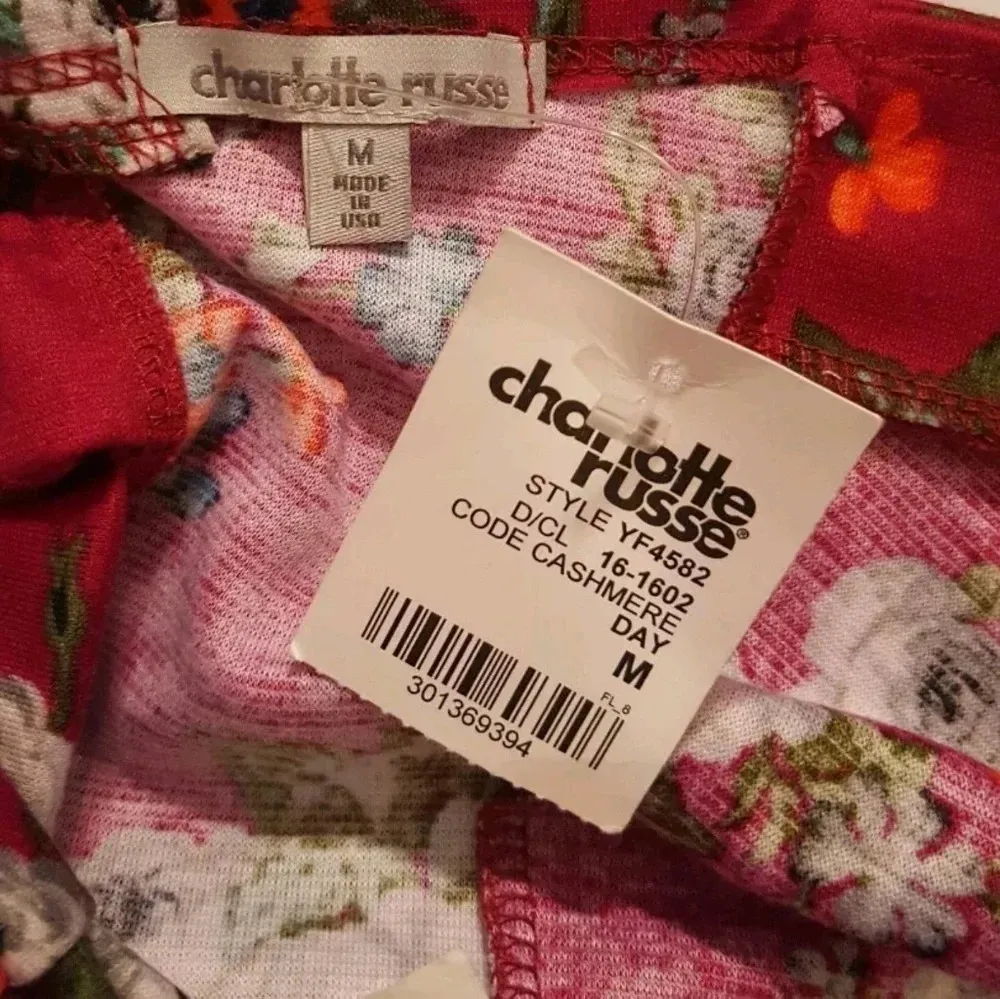 charlotte russe
M
MADE
IN
USA
charlotte
russe®
STYLE YF4582
D/CL 16-1602
CODE CASHMERE
DAY
M
FL_8
301369394